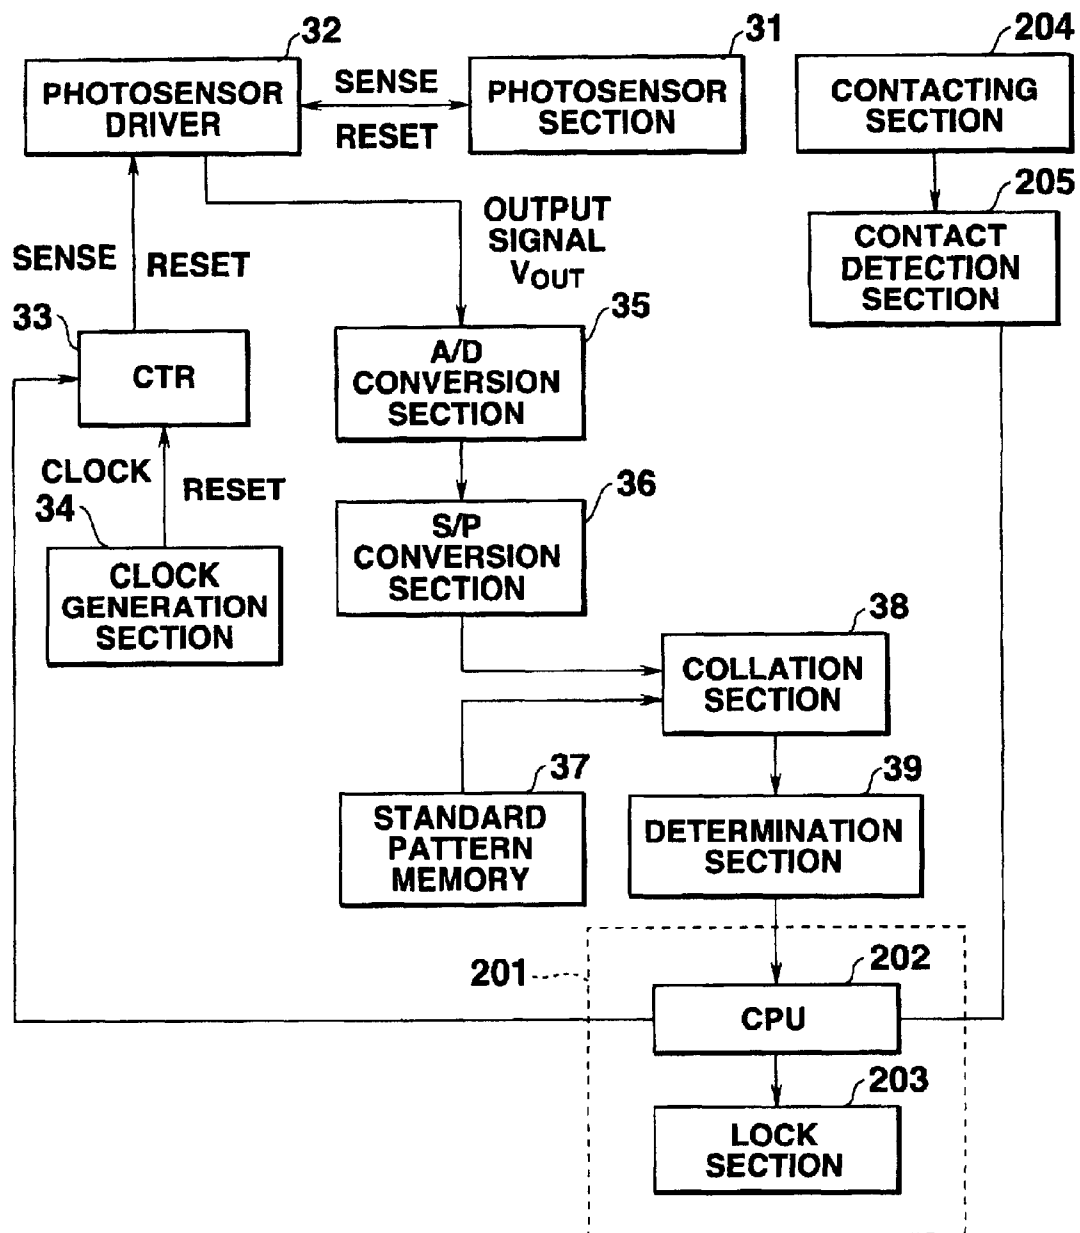 32
31
204
PHOTOSENSOR
DRIVER
SENSE
RESET
PHOTOSENSOR
SECTION
CONTACTING
SECTION
205
OUTPUT
SIGNAL
VOUT
CONTACT
DETECTION
SECTION
SENSE
RESET
33
CTR
35
A/D
CONVERSION
SECTION
CLOCK
RESET
34
CLOCK
GENERATION
SECTION
36
S/P
CONVERSION
SECTION
38
COLLATION
SECTION
37
STANDARD
PATTERN
MEMORY
39
DETERMINATION
SECTION
201
202
CPU
203
LOCK
SECTION